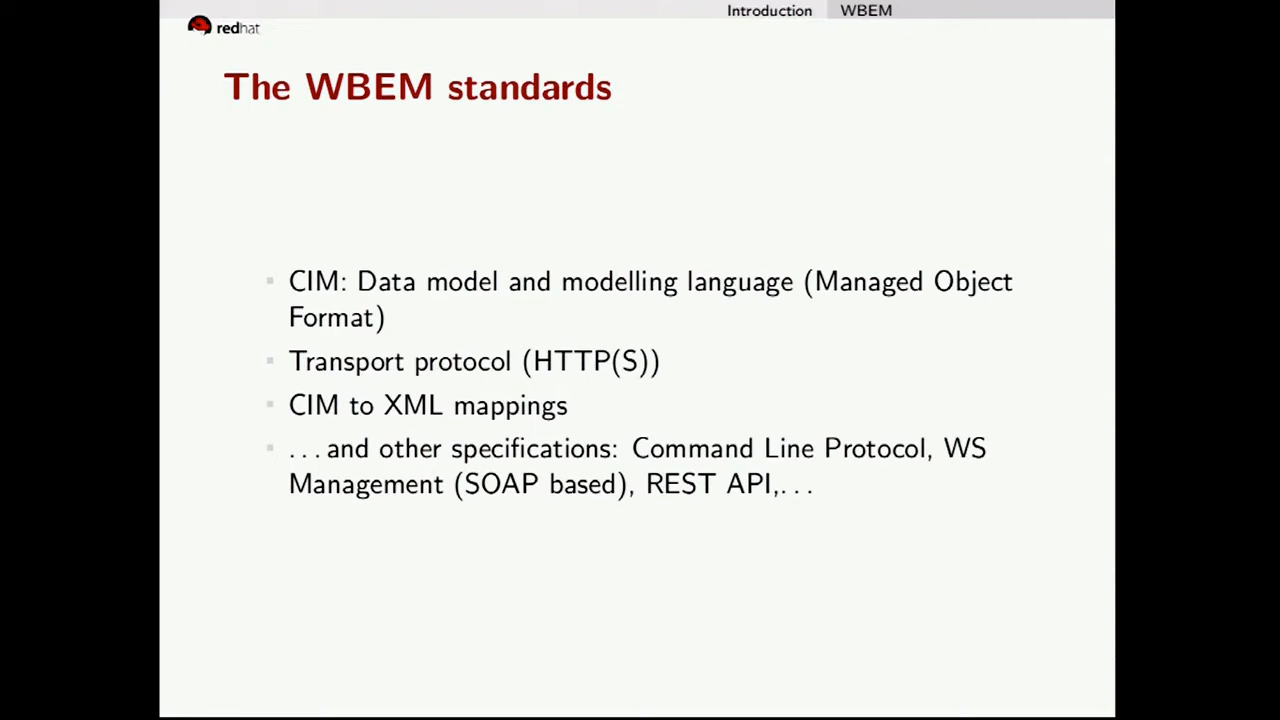 Introduction WBEM
redhat
The WBEM standards
CIM: Data model and modelling language (Managed Object
Format)
Transport protocol (HTTP(S))
CIM to XML mappings
...and other specifications: Command Line Protocol, WS
Management (SOAP based), REST API,...